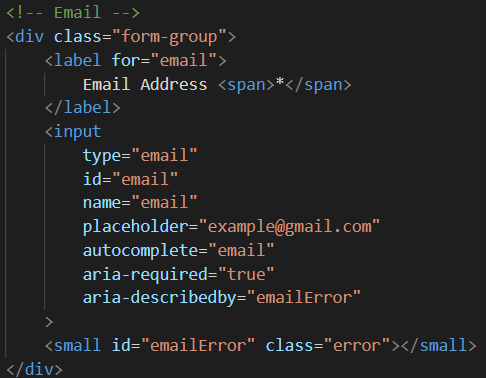 <!-- Email -->
<div class="form-group">
    <label for="email">
        Email Address <span>*</span>
    </label>
    <input
        type="email"
        id="email"
        name="email"
        placeholder="example@gmail.com"
        autocomplete="email"
        aria-required="true"
        aria-describedby="emailError"
    >
    <small id="emailError" class="error"></small>
</div>